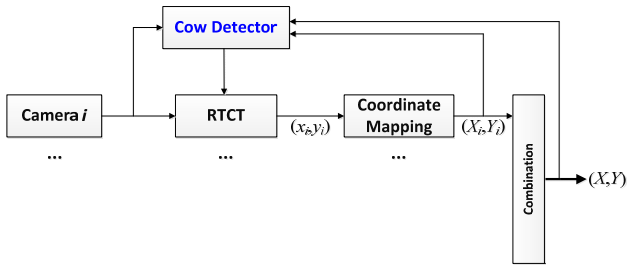 Cow Detector
Camera i
RTCT
(xi,yi)
Coordinate
Mapping
(Xi,Yi)
Combination
(X,Y)
...
...
...